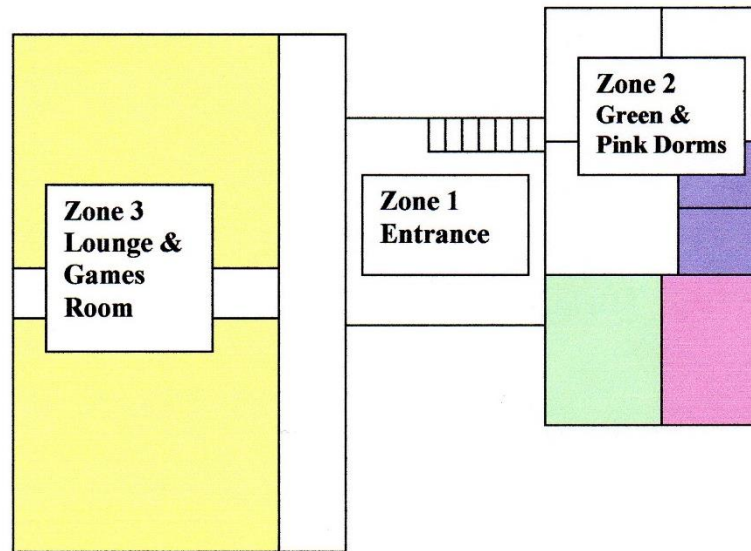 Zone 3
Lounge &
Games
Room
Zone 1
Entrance
Zone 2
Green &
Pink Dorms